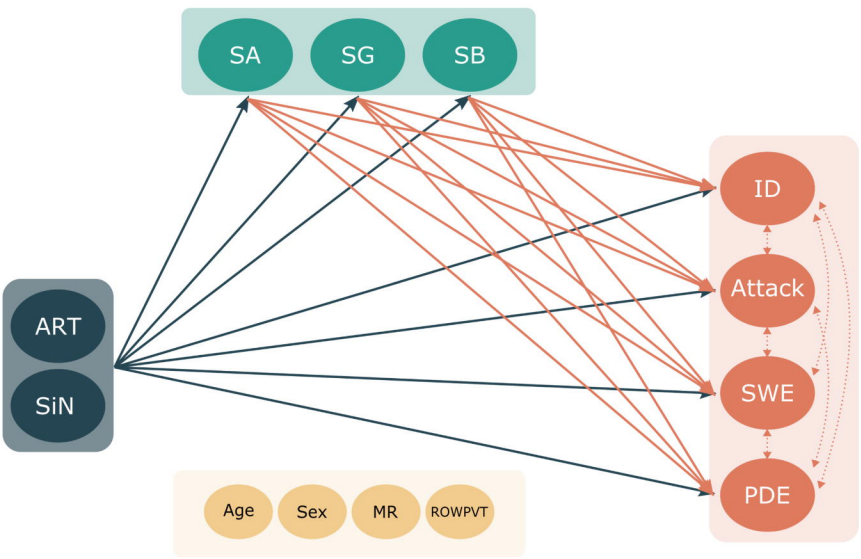 SA SG SB
ID
Attack
ART
SWE
SiN
PDE
Age Sex MR ROWPVT